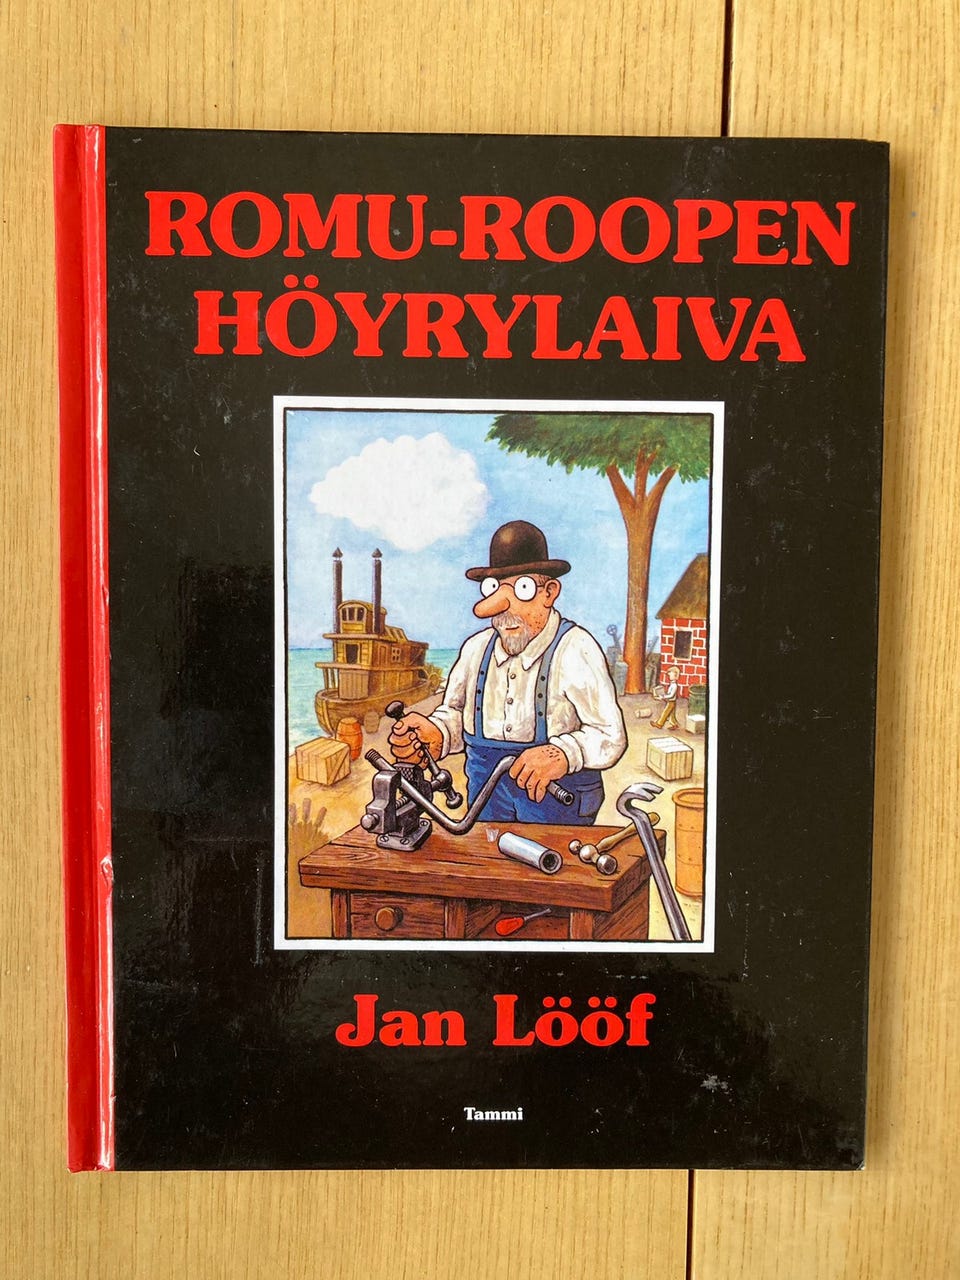 ROMU-ROOPEN
HÖYRYLAIVA
Jan Lööf
Tammi